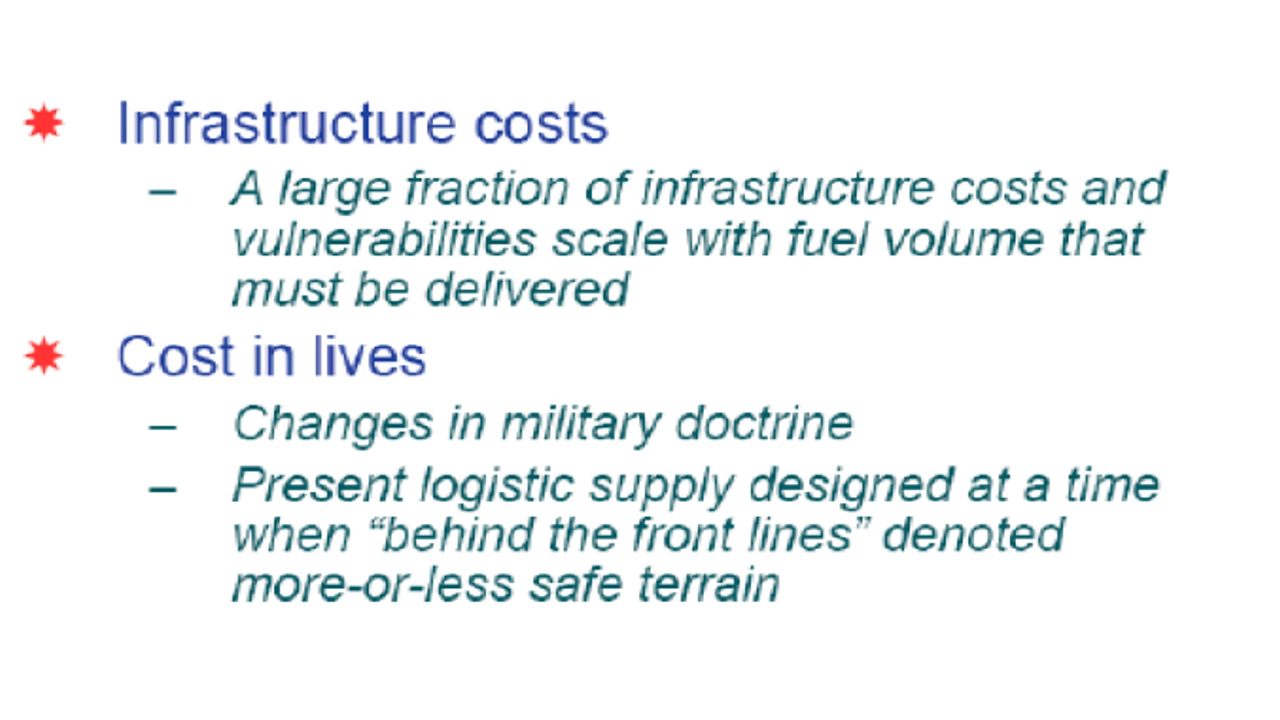 Infrastructure costs
– A large fraction of infrastructure costs and
vulnerabilities scale with fuel volume that
must be delivered
Cost in lives
– Changes in military doctrine
– Present logistic supply designed at a time
when “behind the front lines” denoted
more-or-less safe terrain